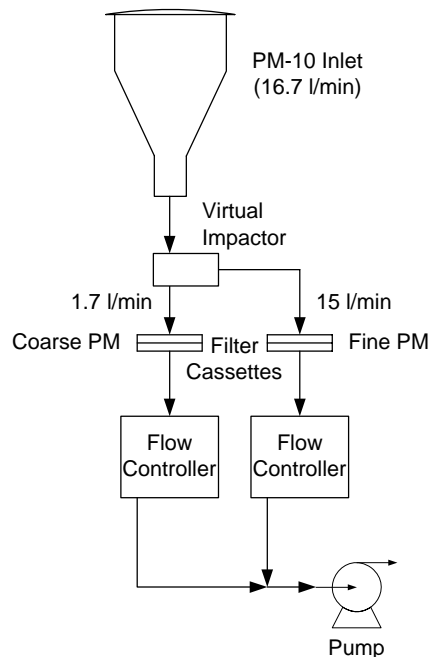 PM-10 Inlet
(16.7 l/min)
Virtual
Impactor
1.7 l/min
15 l/min
Coarse PM
Filter
Cassettes
Fine PM
Flow
Controller
Flow
Controller
Pump